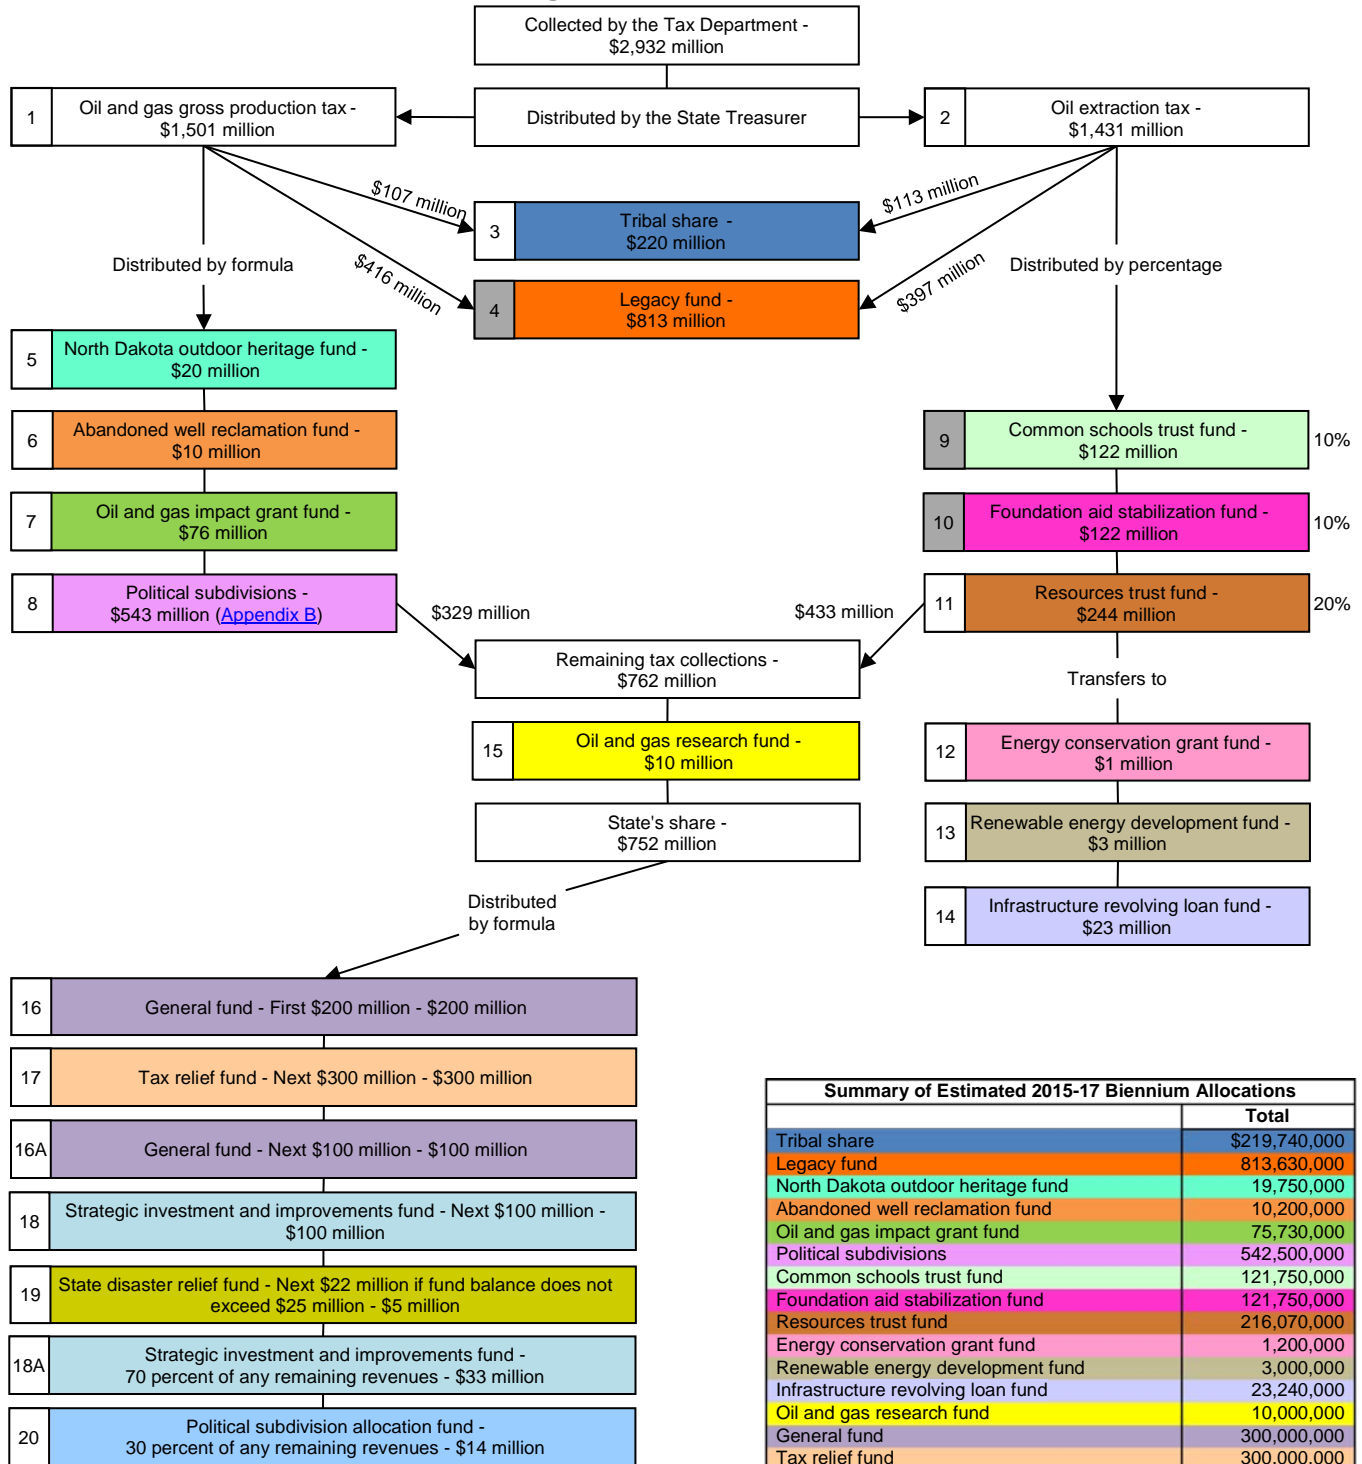 Collected by the Tax Department -
$2,932 million
1
Oil and gas gross production tax -
$1,501 million
Distributed by the State Treasurer
2
Oil extraction tax -
$1,431 million
$107 million
$113 million
3
Tribal share -
$220 million
Distributed by formula
$416 million
$397 million
Distributed by percentage
4
Legacy fund -
$813 million
5
North Dakota outdoor heritage fund -
$20 million
6
Abandoned well reclamation fund -
$10 million
9
Common schools trust fund -
$122 million
10%
7
Oil and gas impact grant fund -
$76 million
10
Foundation aid stabilization fund -
$122 million
10%
8
Political subdivisions -
$543 million (Appendix B)
$329 million
$433 million
11
Resources trust fund -
$244 million
20%
Remaining tax collections -
$762 million
Transfers to
15
Oil and gas research fund -
$10 million
12
Energy conservation grant fund -
$1 million
State's share -
$752 million
13
Renewable energy development fund -
$3 million
Distributed
by formula
14
Infrastructure revolving loan fund -
$23 million
16
General fund - First $200 million - $200 million
17
Tax relief fund - Next $300 million - $300 million
16A
General fund - Next $100 million - $100 million
18
Strategic investment and improvements fund - Next $100 million -
$100 million
19
State disaster relief fund - Next $22 million if fund balance does not
exceed $25 million - $5 million
18A
Strategic investment and improvements fund -
70 percent of any remaining revenues - $33 million
20
Political subdivision allocation fund -
30 percent of any remaining revenues - $14 million
Summary of Estimated 2015-17 Biennium Allocations
Total
Tribal share $219,740,000
Legacy fund 813,630,000
North Dakota outdoor heritage fund 19,750,000
Abandoned well reclamation fund 10,200,000
Oil and gas impact grant fund 75,730,000
Political subdivisions 542,500,000
Common schools trust fund 121,750,000
Foundation aid stabilization fund 121,750,000
Resources trust fund 216,070,000
Energy conservation grant fund 1,200,000
Renewable energy development fund 3,000,000
Infrastructure revolving loan fund 23,240,000
Oil and gas research fund 10,000,000
General fund 300,000,000
Tax relief fund 300,000,000